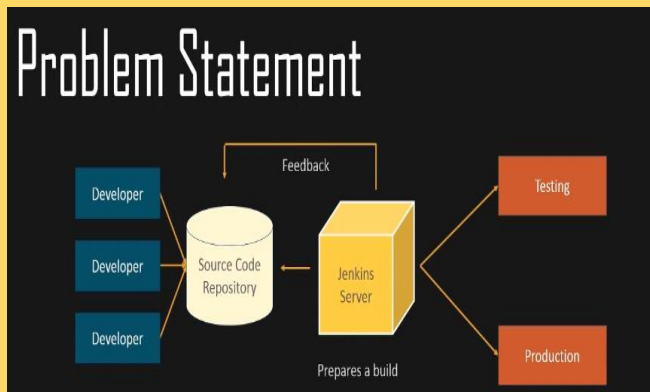 Problem Statement
Feedback
Developer
Developer
Developer
Source Code
Repository
Jenkins
Server
Prepares a build
Testing
Production